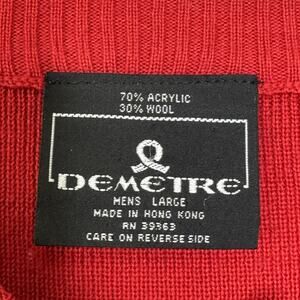 70% ACRYLIC
30% WOOL
DEMETRE
MENS LARGE
MADE IN HONG KONG
RN 39363
CARE ON REVERSE SIDE